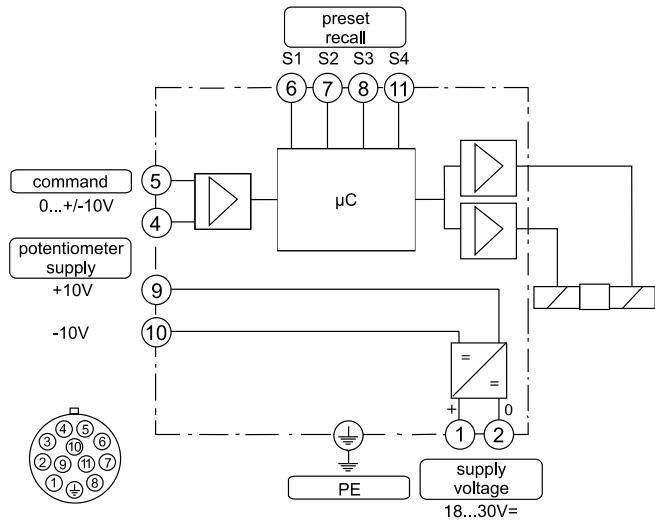 preset
recall
S1 S2 S3 S4
6 7 8 11
command
0...+/-10V
5
4
µC
potentiometer
supply
+10V
9
-10V
10
=
=
+ 0
1 2
PE
supply
voltage
18...30V=
4 5
3 10 6
2 9 11 7
1 8